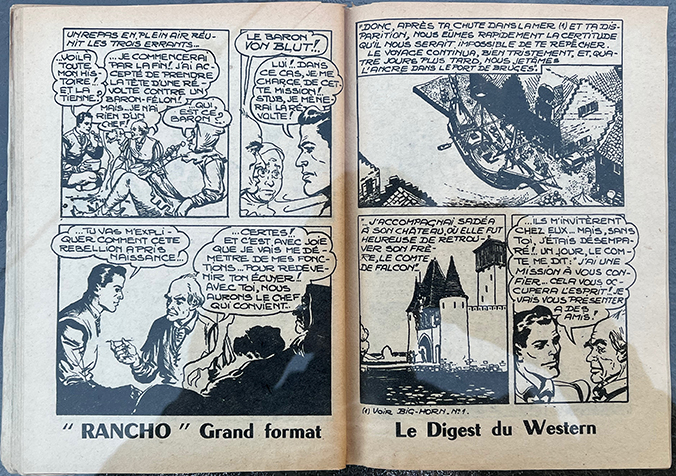 UN REPAS EN PLEIN AIR RÉU-
NIT LES TROIS ERRANTS...
...VOILÀ
TOUTE
MON HIS-
TOIRE !
ET LA
TIENNE ?
...JE COMMENCERAI
PAR LA FIN ! J'AI AC-
CEPTÉ DE PRENDRE
LA TÊTE D'UNE RÉ-
VOLTE CONTRE UN
BARON-FÉLON !
MAIS... JE N'AI
RIEN D'UN
CHEF !
QUI
EST CE
BARON ?
LE BARON
VON BLUT !!
LUI !.. DANS
CE CAS, JE ME
CHARGE DE CET-
TE MISSION !
STUB, JE MÈNE-
RAI LA RÉ-
VOLTE !
...TU VAS M'EXPLI-
QUER COMMENT CETTE
REBELLION A PRIS
NAISSANCE !..
...CERTES !
ET C'EST AVEC JOIE
QUE JE VAIS ME DÉ-
METTRE DE MES FONC-
TIONS... POUR REDEVE-
NIR TON ÉCUYER !
AVEC TOI, NOUS
AURONS LE CHEF
QUI CONVIENT...
" RANCHO " Grand format
"DONC, APRÈS TA CHUTE DANS LA MER (1) ET TA DIS-
PARITION, NOUS EÛMES RAPIDEMENT LA CERTITUDE
QU'IL NOUS SERAIT IMPOSSIBLE DE TE REPÊCHER.
LE VOYAGE CONTINUA, BIEN TRISTEMENT, ET, QUA-
TRE JOURS PLUS TARD, NOUS JETÂMES
L'ANCRE DANS LE PORT DE BRUGES."
"J'ACCOMPAGNAI SADÉA
À SON CHÂTEAU, OÙ ELLE FUT
HEUREUSE DE RETROU-
VER SON FRÈ-
RE, LE COMTE
DE FALCON".
...ILS M'INVITÈRENT
CHEZ EUX... MAIS, SANS
TOI, J'ÉTAIS DÉSEMPA-
RÉ !. UN JOUR, LE COM-
TE ME DIT : "J'AI UNE
MISSION À VOUS CON-
FIER... CELA VOUS OC-
CUPERA L'ESPRIT ! JE
VAIS VOUS PRÉSENTER
À DES
AMIS !
(1) Voir BIG-HORN. N° 1.
Le Digest du Western